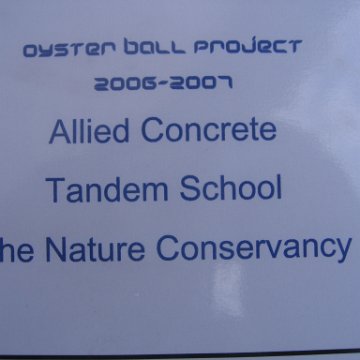 Oyster Ball Project
2006-2007
Allied Concrete
Tandem School
he Nature Conservancy